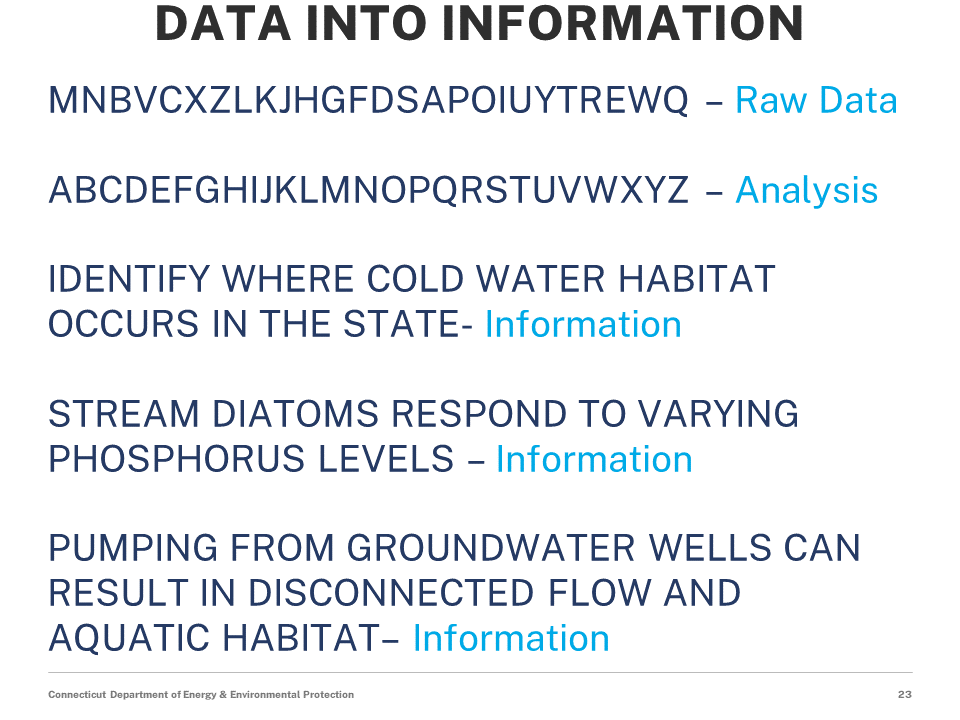 DATA INTO INFORMATION
MNBVCXZLKJHGFDSAPOIUYTREWQ – Raw Data
ABCDEFGHIJKLMNOPQRSTUVWXYZ – Analysis
IDENTIFY WHERE COLD WATER HABITAT
OCCURS IN THE STATE- Information
STREAM DIATOMS RESPOND TO VARYING
PHOSPHORUS LEVELS – Information
PUMPING FROM GROUNDWATER WELLS CAN
RESULT IN DISCONNECTED FLOW AND
AQUATIC HABITAT– Information
Connecticut Department of Energy & Environmental Protection 23